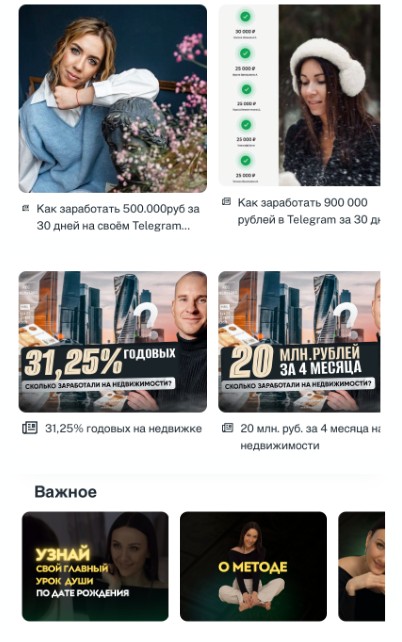 30 000 ₽
25 000 ₽
25 000 ₽
25 000 ₽
25 000 ₽
Как заработать 500.000руб за
30 дней на своём Telegram...
Как заработать 900 000
рублей в Telegram за 30 дн
31,25% ГОДОВЫХ
СКОЛЬКО ЗАРАБОТАЛИ НА НЕДВИЖИМОСТИ?
20 МЛН.РУБЛЕЙ
ЗА 4 МЕСЯЦА
СКОЛЬКО ЗАРАБОТАЛИ НА НЕДВИЖИМОСТИ?
31,25% годовых на недвижке
20 млн. руб. за 4 месяца на
недвижимости
Важное
УЗНАЙ
СВОЙ ГЛАВНЫЙ
УРОК ДУШИ
ПО ДАТЕ РОЖДЕНИЯ
О МЕТОДЕ